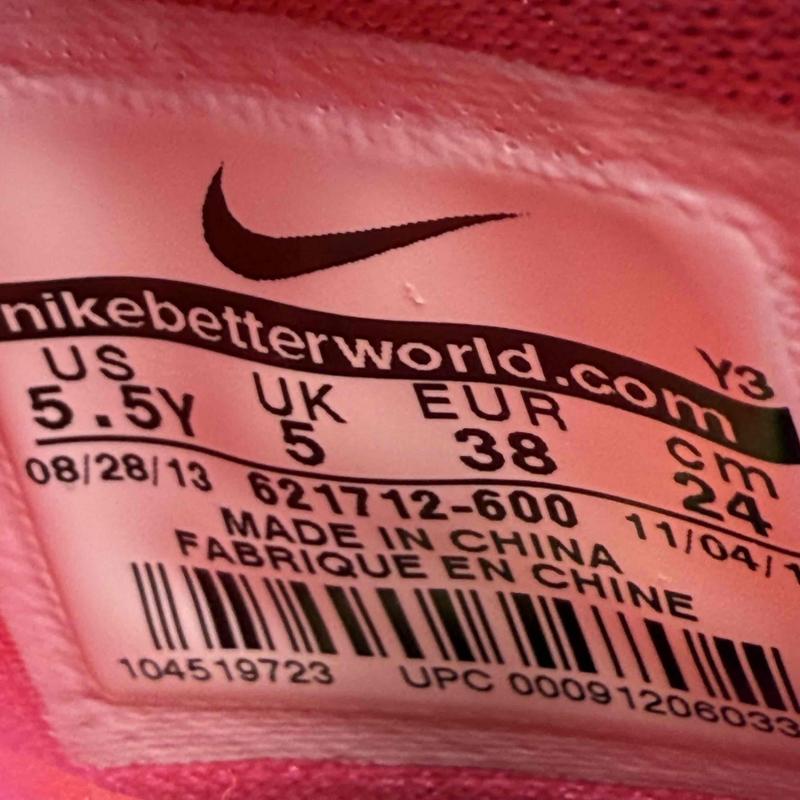 nikebetterworld.com
Y3
US UK EUR cm
5.5Y 5 38 24
08/28/13 621712-600 11/04/1
MADE IN CHINA
FABRIQUE EN CHINE
104519723 UPC 00091206033